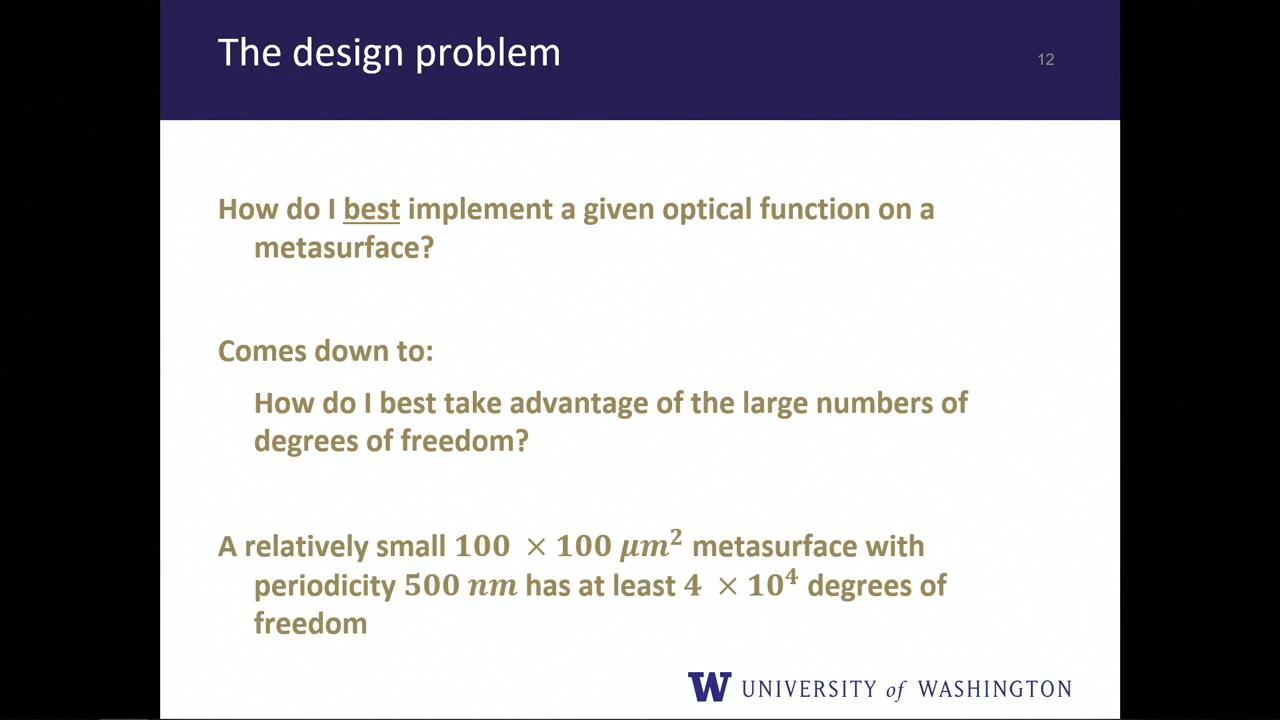 The design problem
12
How do I best implement a given optical function on a
metasurface?
Comes down to:
How do I best take advantage of the large numbers of
degrees of freedom?
A relatively small 100 × 100 μm² metasurface with
periodicity 500 nm has at least 4 × 10⁴ degrees of
freedom
W UNIVERSITY of WASHINGTON